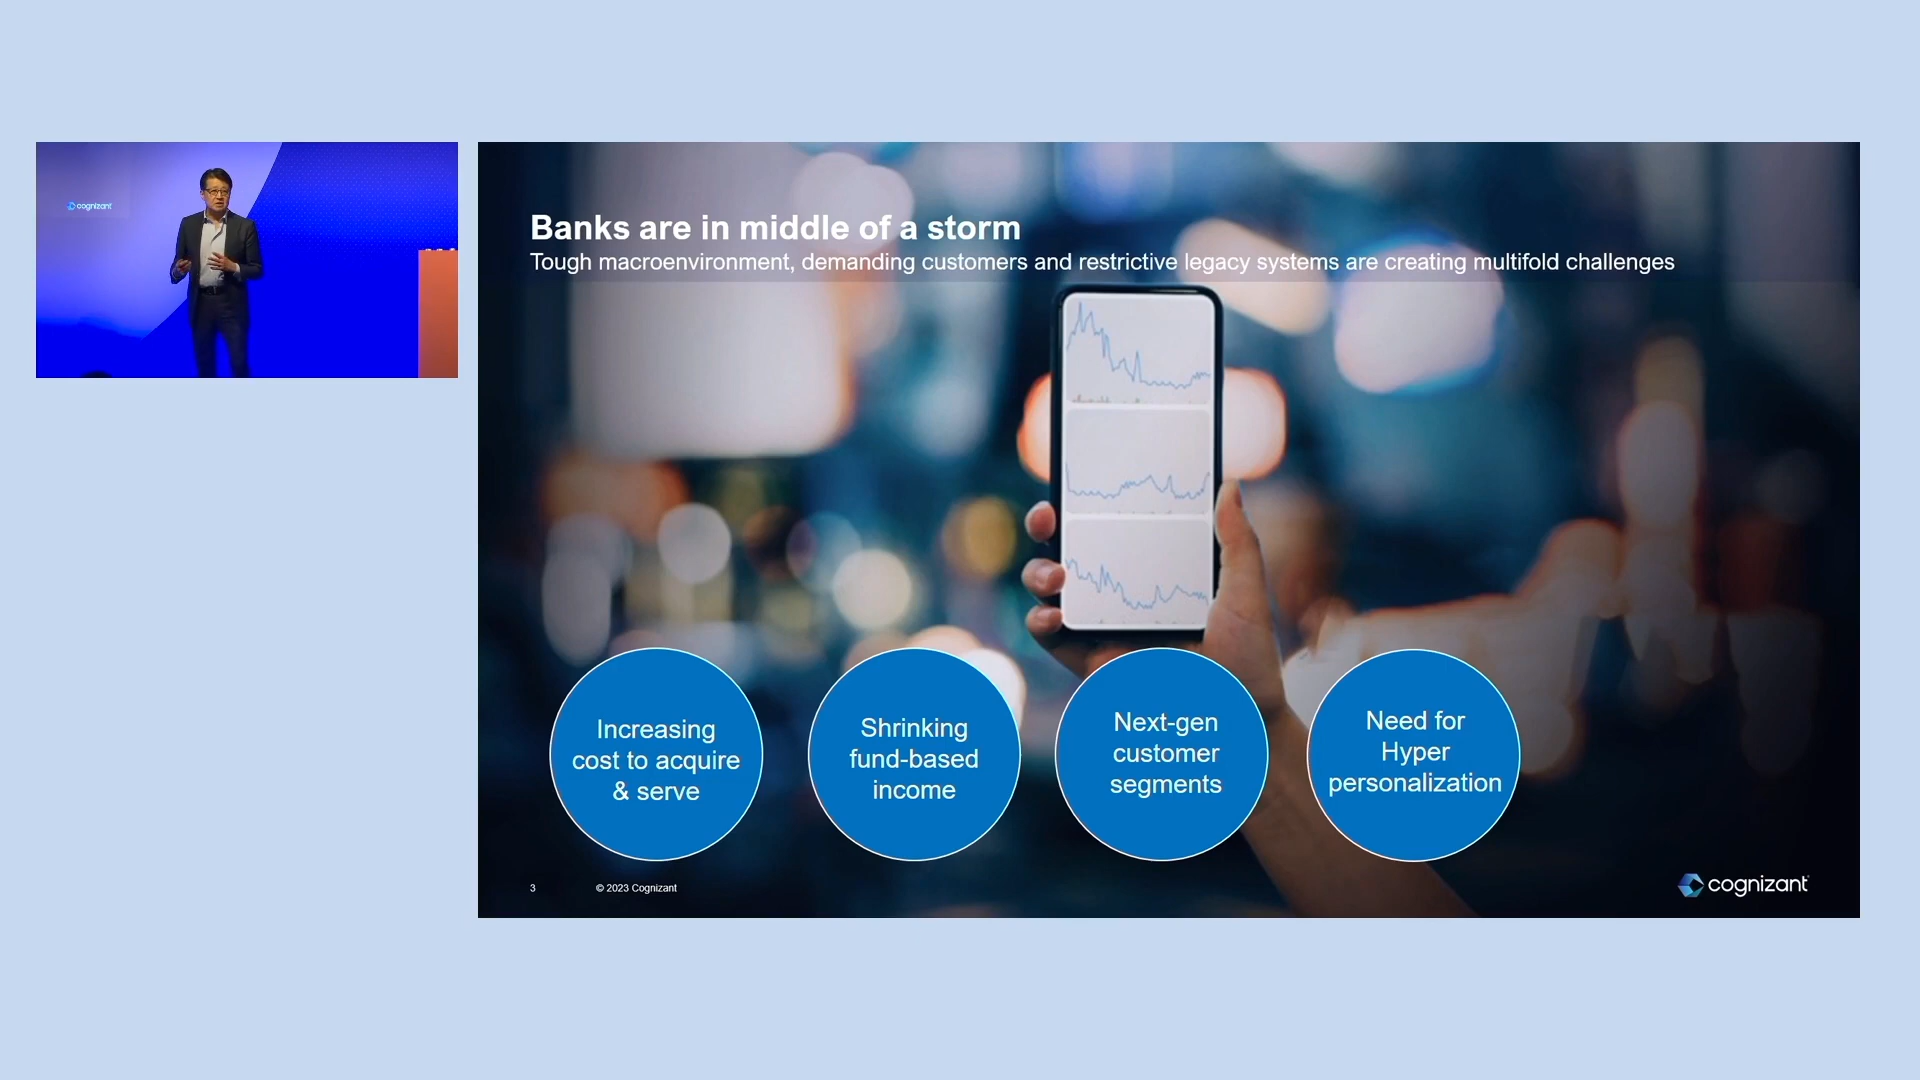 cognizant
Banks are in middle of a storm
Tough macroenvironment, demanding customers and restrictive legacy systems are creating multifold challenges
Increasing
cost to acquire
& serve
Shrinking
fund-based
income
Next-gen
customer
segments
Need for
Hyper
personalization
3
© 2023 Cognizant
cognizant